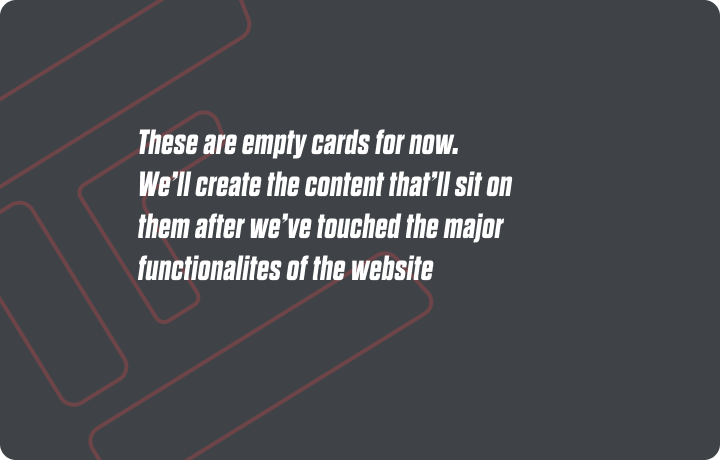 These are empty cards for now.
We’ll create the content that’ll sit on
them after we’ve touched the major
functionalites of the website